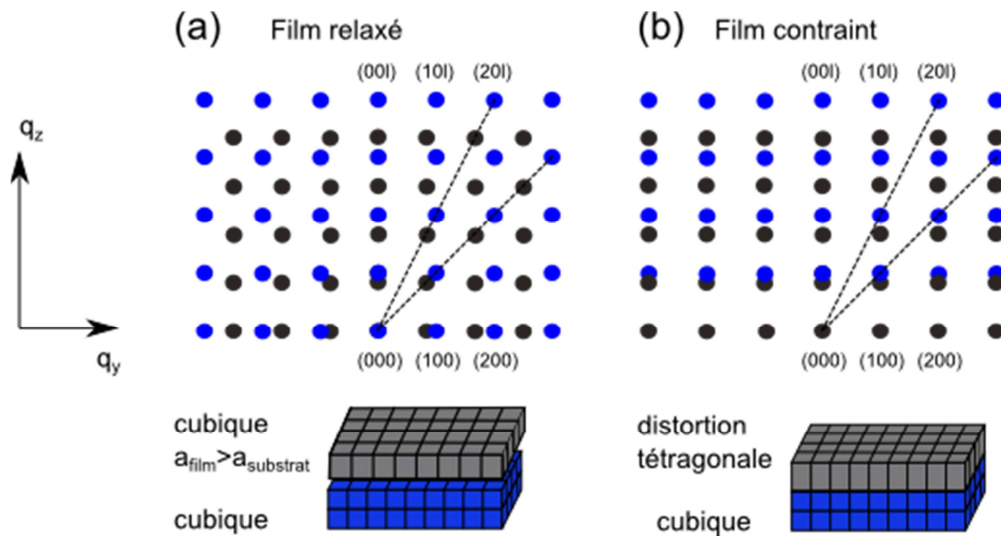 (a) Film relaxé
(b) Film contraint
(00l) (10l) (20l)
(00l) (10l) (20l)
qz
qy
(000) (100) (200)
(000) (100) (200)
cubique
afilm>asubstrat
cubique
distortion
tétragonale
cubique